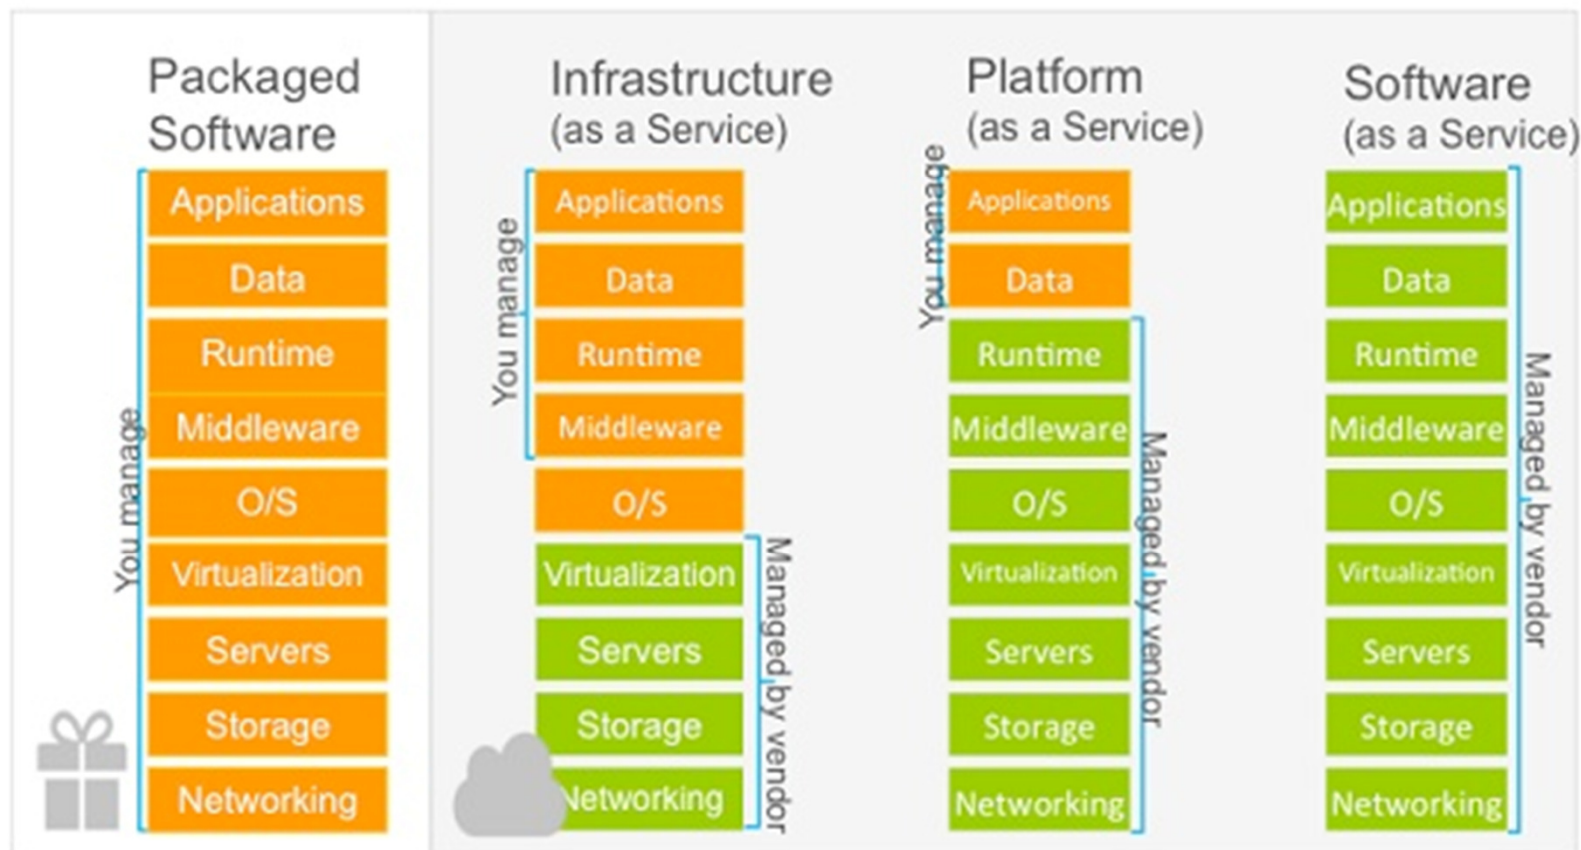 Packaged
Software
Applications
Data
Runtime
Middleware
O/S
Virtualization
Servers
Storage
Networking
You manage
Infrastructure
(as a Service)
Applications
Data
Runtime
Middleware
O/S
Virtualization
Servers
Storage
Networking
You manage
Managed by vendor
Platform
(as a Service)
Applications
Data
Runtime
Middleware
O/S
Virtualization
Servers
Storage
Networking
You manage
Managed by vendor
Software
(as a Service)
Applications
Data
Runtime
Middleware
O/S
Virtualization
Servers
Storage
Networking
Managed by vendor